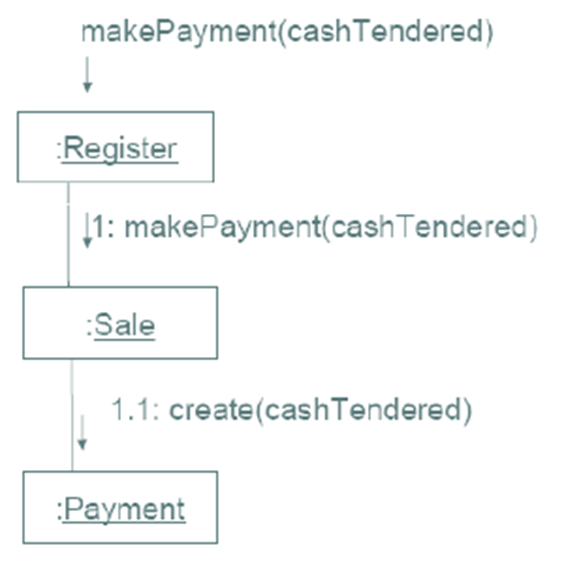 makePayment(cashTendered)
:Register
1: makePayment(cashTendered)
:Sale
1.1: create(cashTendered)
:Payment